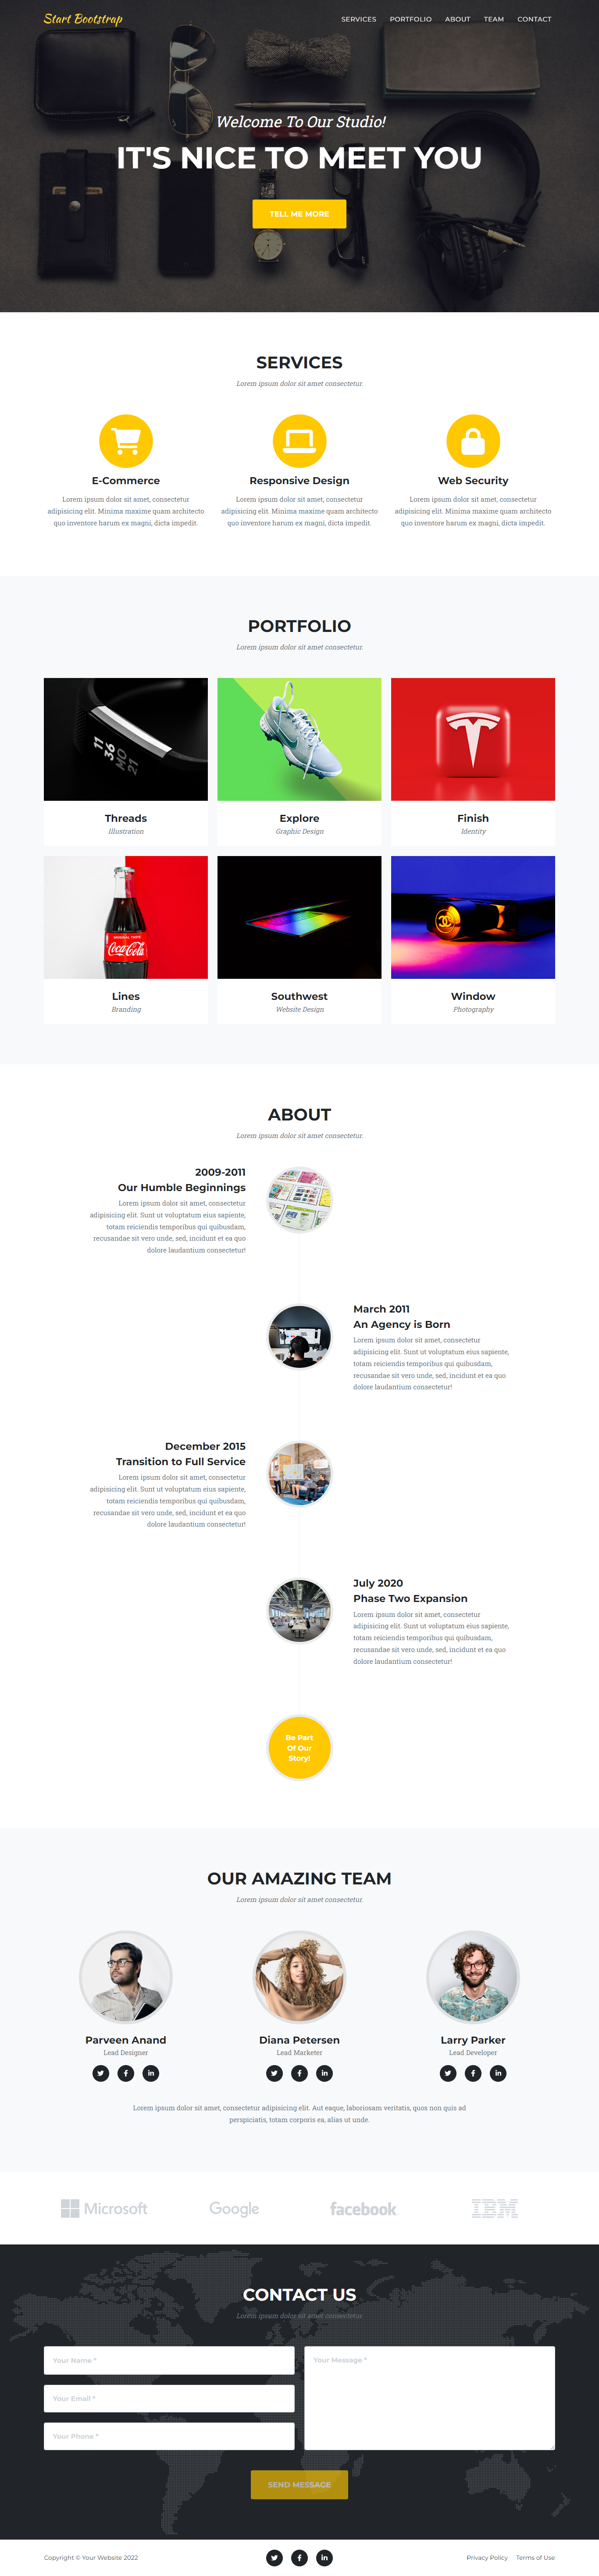 Start Bootstrap
SERVICES PORTFOLIO ABOUT TEAM CONTACT
Welcome To Our Studio!
IT'S NICE TO MEET YOU
TELL ME MORE
SERVICES
Lorem ipsum dolor sit amet consectetur.
E-Commerce
Lorem ipsum dolor sit amet, consectetur
adipisicing elit. Minima maxime quam architecto
quo inventore harum ex magni, dicta impedit.
Responsive Design
Lorem ipsum dolor sit amet, consectetur
adipisicing elit. Minima maxime quam architecto
quo inventore harum ex magni, dicta impedit.
Web Security
Lorem ipsum dolor sit amet, consectetur
adipisicing elit. Minima maxime quam architecto
quo inventore harum ex magni, dicta impedit.
PORTFOLIO
Lorem ipsum dolor sit amet consectetur.
11
36
MO
21
Threads
Illustration
Explore
Graphic Design
Finish
Identity
ORIGINAL TASTE
Coca-Cola
Lines
Branding
Southwest
Website Design
Window
Photography
ABOUT
Lorem ipsum dolor sit amet consectetur.
2009-2011
Our Humble Beginnings
Lorem ipsum dolor sit amet, consectetur
adipisicing elit. Sunt ut voluptatum eius sapiente,
totam reiciendis temporibus qui quibusdam,
recusandae sit vero unde, sed, incidunt et ea quo
dolore laudantium consectetur!
March 2011
An Agency is Born
Lorem ipsum dolor sit amet, consectetur
adipisicing elit. Sunt ut voluptatum eius sapiente,
totam reiciendis temporibus qui quibusdam,
recusandae sit vero unde, sed, incidunt et ea quo
dolore laudantium consectetur!
December 2015
Transition to Full Service
Lorem ipsum dolor sit amet, consectetur
adipisicing elit. Sunt ut voluptatum eius sapiente,
totam reiciendis temporibus qui quibusdam,
recusandae sit vero unde, sed, incidunt et ea quo
dolore laudantium consectetur!
July 2020
Phase Two Expansion
Lorem ipsum dolor sit amet, consectetur
adipisicing elit. Sunt ut voluptatum eius sapiente,
totam reiciendis temporibus qui quibusdam,
recusandae sit vero unde, sed, incidunt et ea quo
dolore laudantium consectetur!
Be Part
Of Our
Story!
OUR AMAZING TEAM
Lorem ipsum dolor sit amet consectetur.
Parveen Anand
Lead Designer
Diana Petersen
Lead Marketer
Larry Parker
Lead Developer
Lorem ipsum dolor sit amet, consectetur adipisicing elit. Aut eaque, laboriosam veritatis, quos non quis ad
perspiciatis, totam corporis ea, alias ut unde.
Microsoft Google facebook IBM
CONTACT US
Lorem ipsum dolor sit amet consectetur.
Your Name *
Your Email *
Your Phone *
Your Message *
SEND MESSAGE
Copyright © Your Website 2022
Privacy Policy Terms of Use